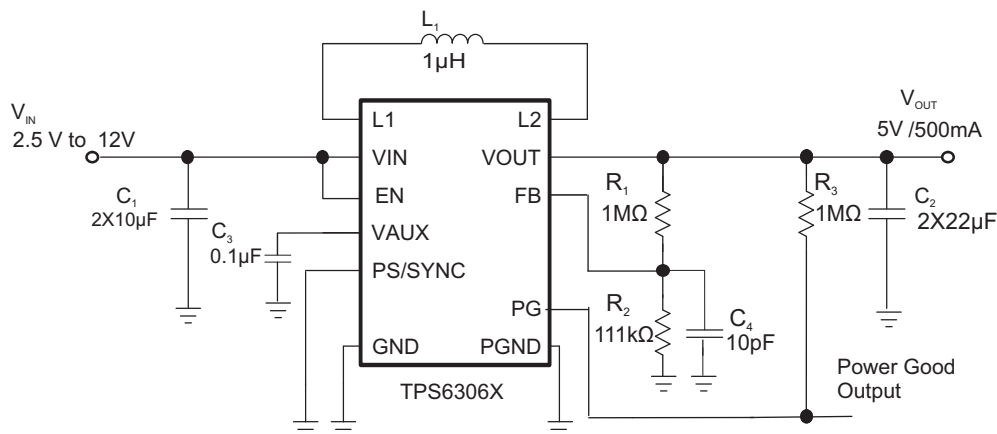 L1
1µH
VIN
2.5 V to 12V
VOUT
5V /500mA
L1
L2
VIN
VOUT
EN
FB
VAUX
PS/SYNC
PG
GND
PGND
TPS6306X
C1
2X10µF
C3
0.1µF
R1
1MΩ
R3
1MΩ
C2
2X22µF
R2
111kΩ
C4
10pF
Power Good
Output